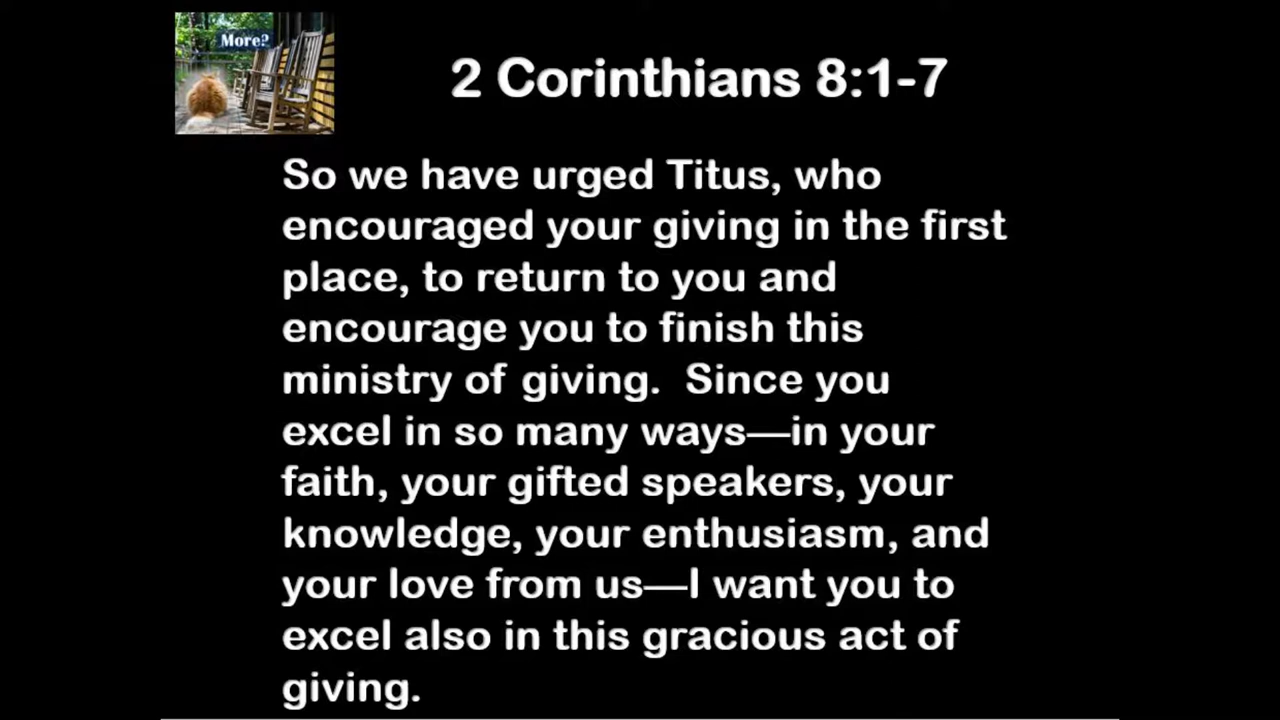 More?
2 Corinthians 8:1-7
So we have urged Titus, who
encouraged your giving in the first
place, to return to you and
encourage you to finish this
ministry of giving.  Since you
excel in so many ways—in your
faith, your gifted speakers, your
knowledge, your enthusiasm, and
your love from us—I want you to
excel also in this gracious act of
giving.